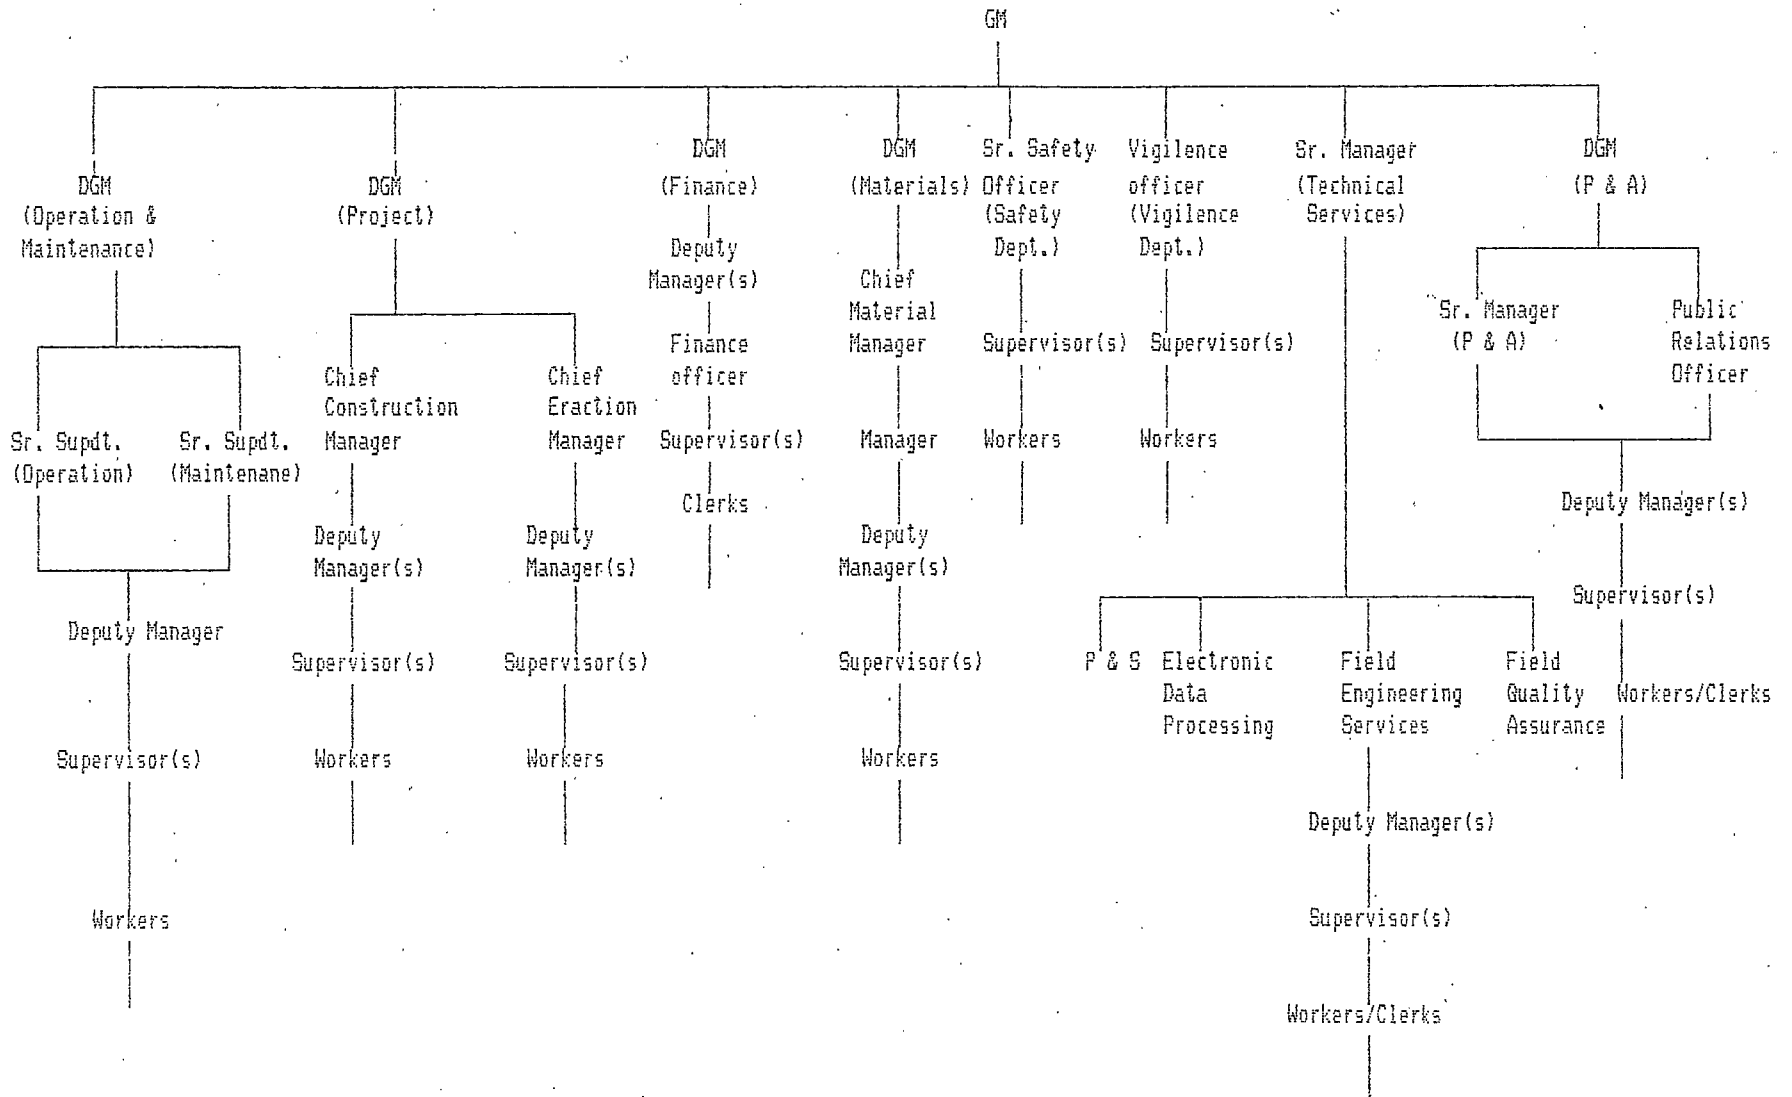 GM
DGM
(Operation &
Maintenance)
Sr. Supdt.
(Operation)
Sr. Supdt.
(Maintenane)
Deputy Manager
Supervisor(s)
Workers
DGM
(Project)
Chief
Construction
Manager
Deputy
Manager(s)
Supervisor(s)
Workers
Chief
Eraction
Manager
Deputy
Manager(s)
Supervisor(s)
Workers
DGM
(Finance)
Deputy
Manager(s)
Finance
officer
Supervisor(s)
Clerks
DGM
(Materials)
Chief
Material
Manager
Manager
Deputy
Manager(s)
Supervisor(s)
Workers
Sr. Safety
Officer
(Safety
Dept.)
Supervisor(s)
Workers
Vigilence
officer
(Vigilence
Dept.)
Supervisor(s)
Workers
Sr. Manager
(Technical
Services)
P & S
Electronic
Data
Processing
Field
Engineering
Services
Field
Quality
Assurance
Deputy Manager(s)
Supervisor(s)
Workers/Clerks
DGM
(P & A)
Sr. Manager
(P & A)
Public
Relations
Officer
Deputy Manager(s)
Supervisor(s)
Workers/Clerks